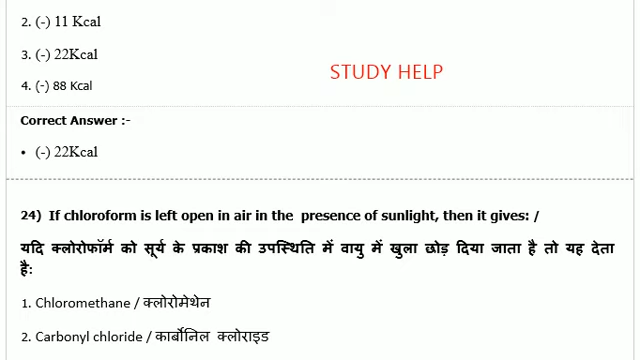 2. (-) 11 Kcal
3. (-) 22Kcal
STUDY HELP
4. (-) 88 Kcal
Correct Answer :-
• (-) 22Kcal
24) If chloroform is left open in air in the presence of sunlight, then it gives: /
यदि क्लोरोफॉर्म को सूर्य के प्रकाश की उपस्थिति में वायु में खुला छोड़ दिया जाता है तो यह देता
है:
1. Chloromethane / क्लोरोमेथेन
2. Carbonyl chloride / कार्बोनिल क्लोराइड